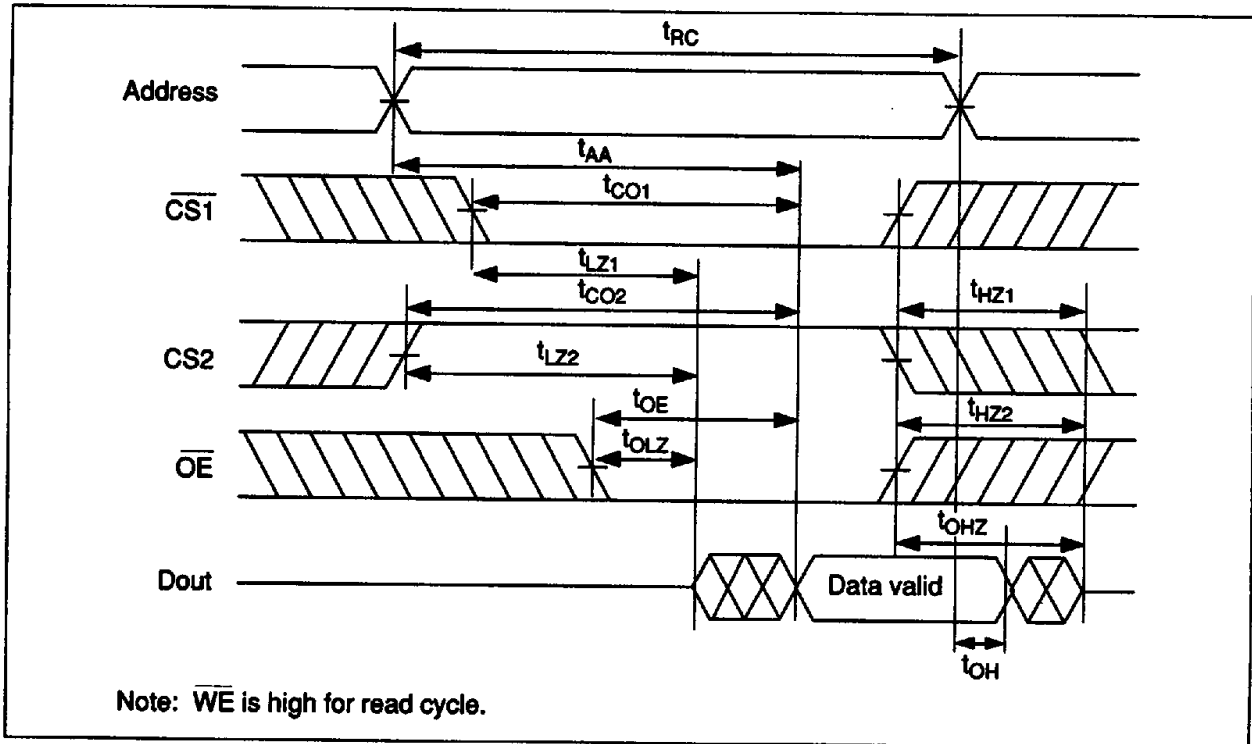 tRC
Address
tAA
CS1
tCO1
tLZ1
tCO2
tHZ1
CS2
tLZ2
tOE
tHZ2
OE
tOLZ
tOHZ
Dout
Data valid
tOH
Note: WE is high for read cycle.